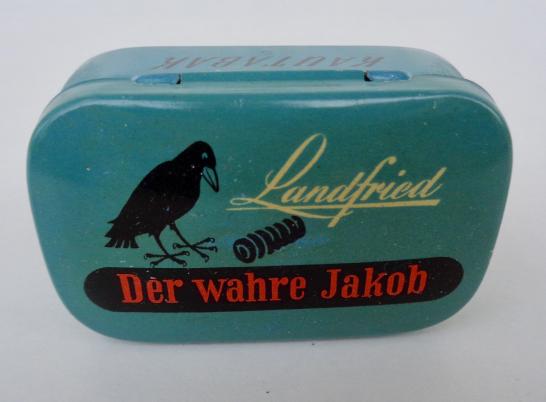 KAUTABAK
Landfried
Der wahre Jakob